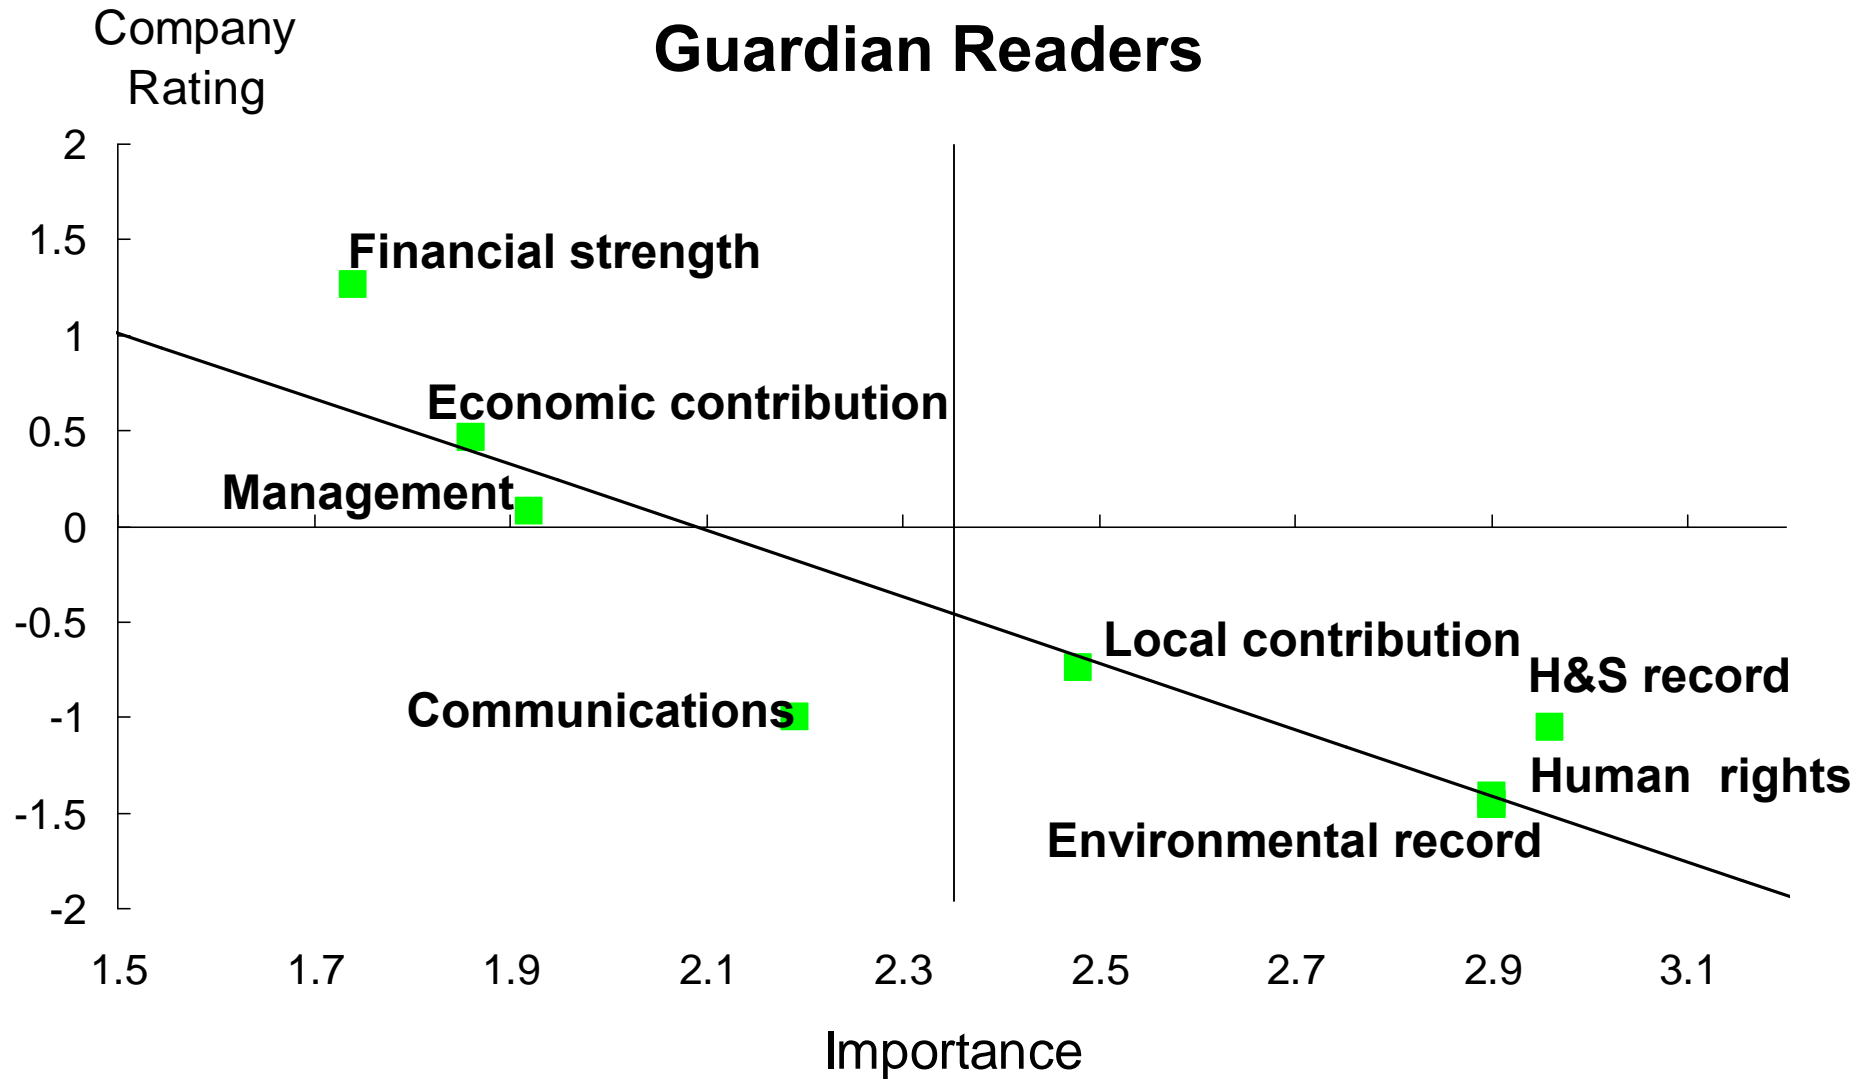 Company
Rating
Guardian Readers
2
1.5
Financial strength
1
Economic contribution
0.5
Management
0
-0.5
Local contribution
H&S record
-1
Communications
Human rights
-1.5
Environmental record
-2
1.5 1.7 1.9 2.1 2.3 2.5 2.7 2.9 3.1
Importance